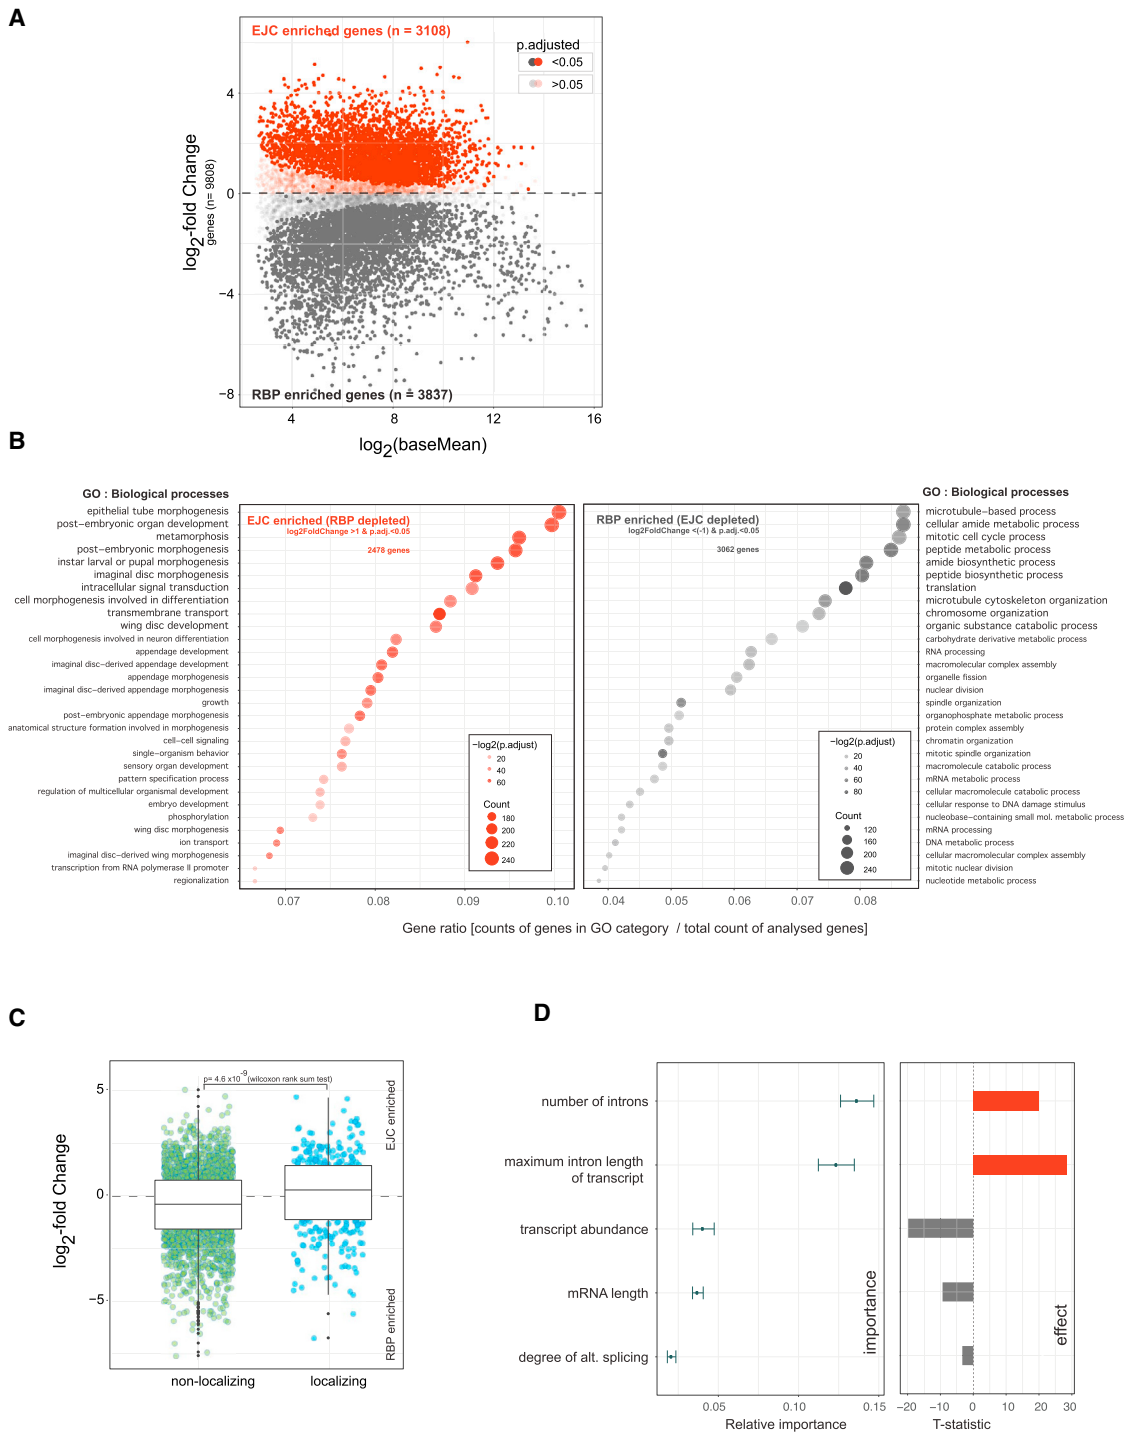 A
EJC enriched genes (n = 3108)
p.adjusted
<0.05
>0.05
log2-fold Change
genes (n= 9808)
4
0
−4
−8
RBP enriched genes (n = 3837)
4
8
12
16
log2(baseMean)
B
GO : Biological processes
epithelial tube morphogenesis
post−embryonic organ development
metamorphosis
post−embryonic morphogenesis
instar larval or pupal morphogenesis
imaginal disc morphogenesis
intracellular signal transduction
cell morphogenesis involved in differentiation
transmembrane transport
wing disc development
cell morphogenesis involved in neuron differentiation
appendage development
imaginal disc−derived appendage development
appendage morphogenesis
imaginal disc−derived appendage morphogenesis
growth
post−embryonic appendage morphogenesis
anatomical structure formation involved in morphogenesis
cell−cell signaling
single−organism behavior
sensory organ development
pattern specification process
regulation of multicellular organismal development
embryo development
phosphorylation
wing disc morphogenesis
ion transport
imaginal disc−derived wing morphogenesis
transcription from RNA polymerase II promoter
regionalization
EJC enriched (RBP depleted)
log2FoldChange >1 & p.adj.<0.05
2478 genes
−log2(p.adjust)
20
40
60
Count
180
200
220
240
0.07
0.08
0.09
0.10
RBP enriched (EJC depleted)
log2FoldChange <(-1) & p.adj.<0.05
3062 genes
−log2(p.adjust)
20
40
60
80
Count
120
160
200
240
0.04
0.05
0.06
0.07
0.08
GO : Biological processes
microtubule−based process
cellular amide metabolic process
mitotic cell cycle process
peptide metabolic process
amide biosynthetic process
peptide biosynthetic process
translation
microtubule cytoskeleton organization
chromosome organization
organic substance catabolic process
carbohydrate derivative metabolic process
RNA processing
macromolecular complex assembly
organelle fission
nuclear division
spindle organization
organophosphate metabolic process
protein complex assembly
chromatin organization
mitotic spindle organization
macromolecule catabolic process
mRNA metabolic process
cellular macromolecule catabolic process
cellular response to DNA damage stimulus
nucleobase−containing small mol. metabolic process
mRNA processing
DNA metabolic process
cellular macromolecular complex assembly
mitotic nuclear division
nucleotide metabolic process
Gene ratio [counts of genes in GO category / total count of analysed genes]
C
log2-fold Change
5
0
−5
p= 4.6 x10−9 (wilcoxon rank sum test)
EJC enriched
RBP enriched
non-localizing
localizing
D
number of introns
maximum intron length
of transcript
transcript abundance
mRNA length
degree of alt. splicing
importance
0.05
0.10
0.15
Relative importance
effect
−20
−10
0
10
20
30
T-statistic